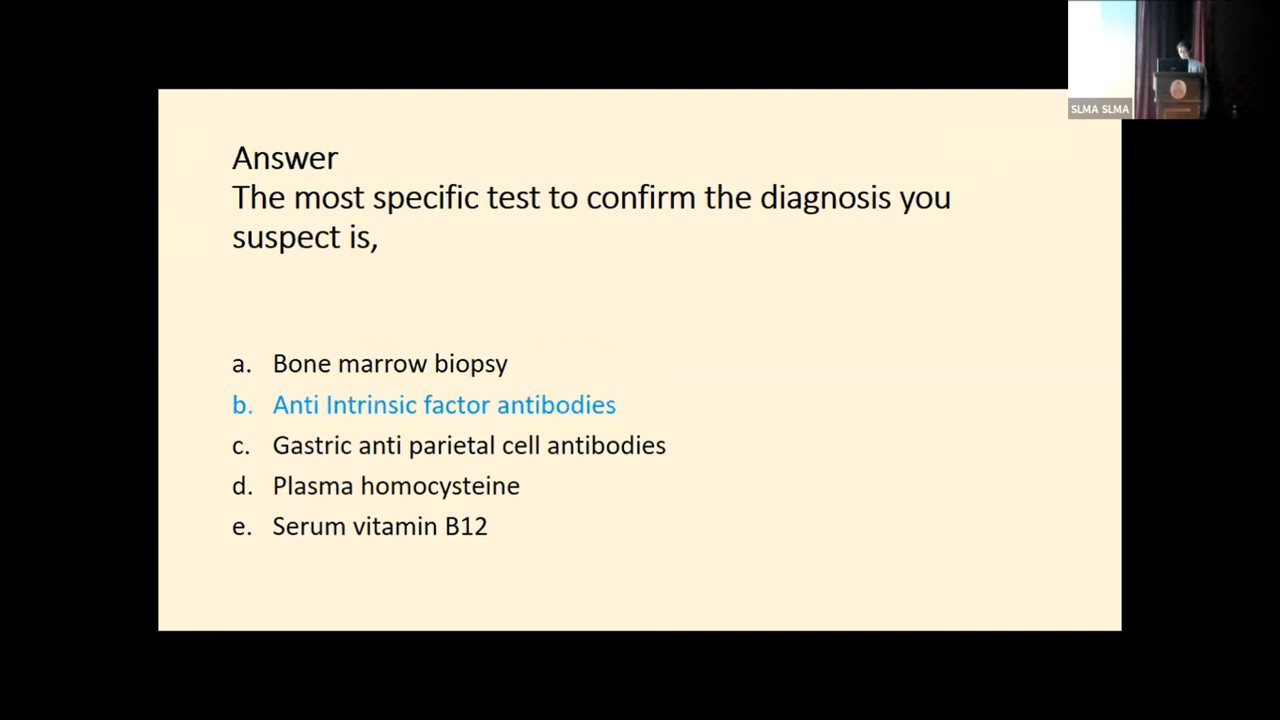 SLMA SLMA
Answer
The most specific test to confirm the diagnosis you
suspect is,
a. Bone marrow biopsy
b. Anti Intrinsic factor antibodies
c. Gastric anti parietal cell antibodies
d. Plasma homocysteine
e. Serum vitamin B12